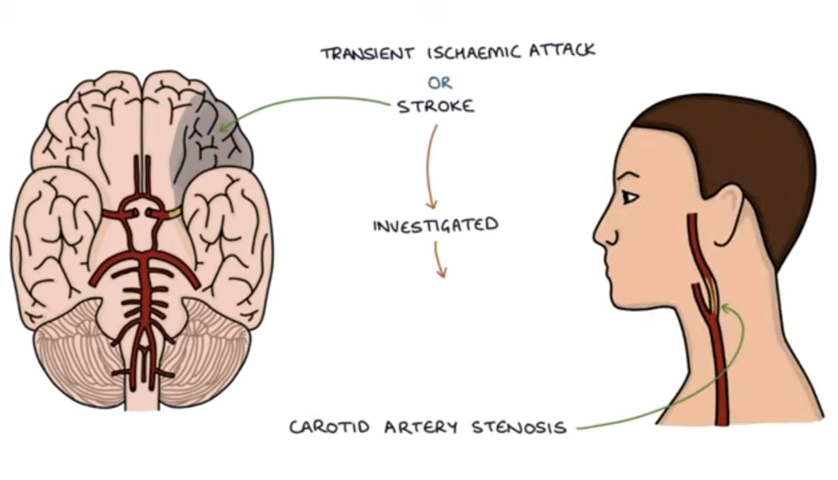 TRANSIENT ISCHAEMIC ATTACK
OR
STROKE
INVESTIGATED
CAROTID ARTERY STENOSIS